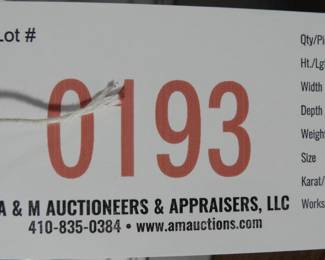 Lot #
0193
A & M AUCTIONEERS & APPRAISERS, LLC
410-835-0384 • www.amauctions.com
Qty/Pi
Ht./Lgt
Width
Depth
Weight
Size
Karat/
Works